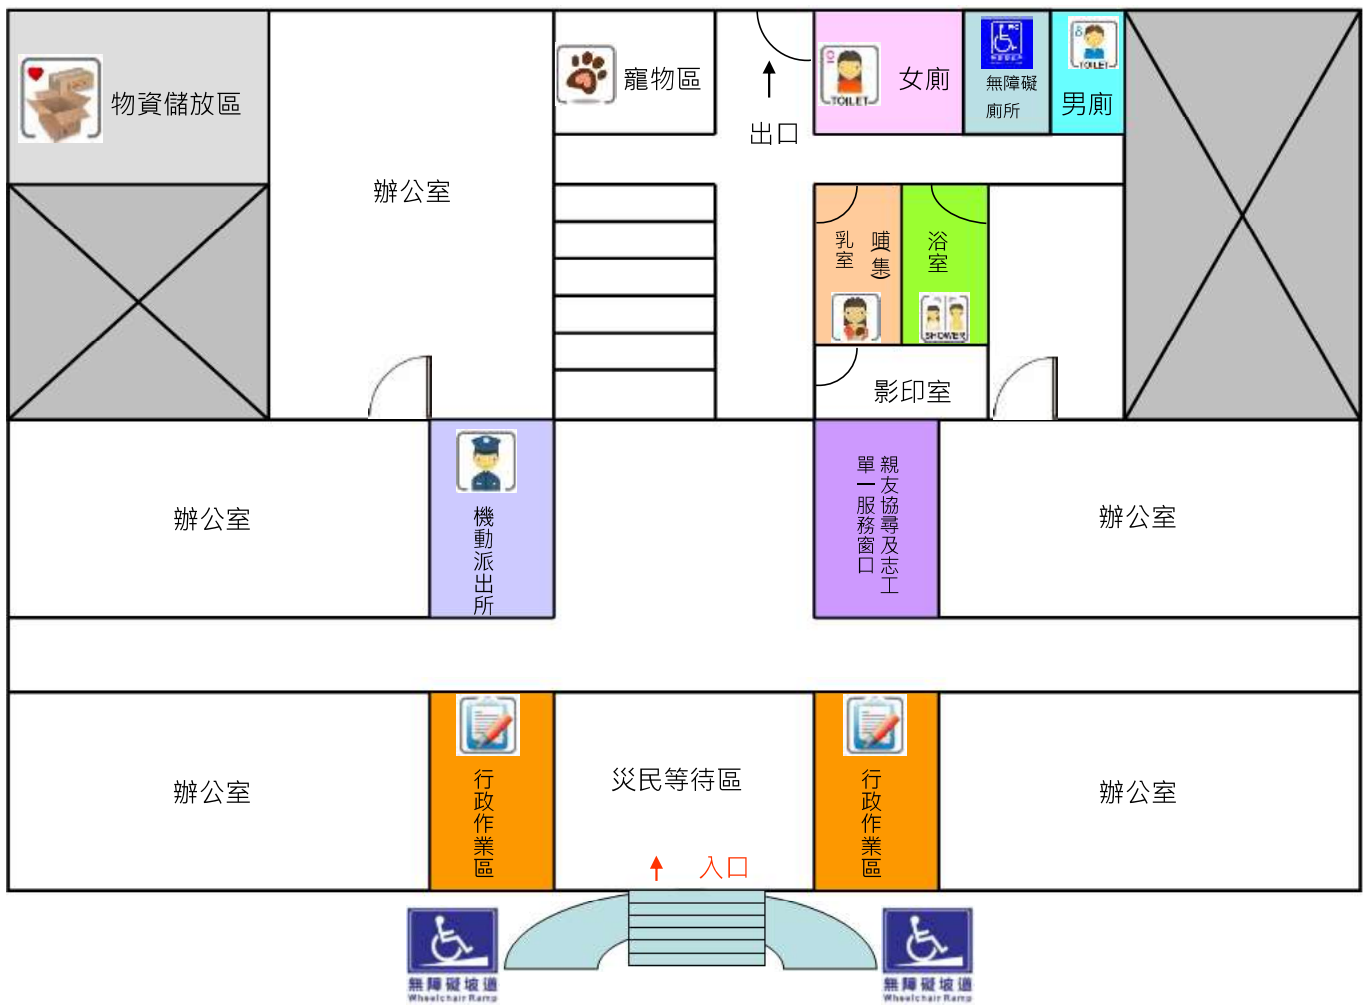 物資儲放區
辦公室
寵物區
出口
女廁
TOILET
無障礙
廁所
男廁
TOILET
哺(集)
乳室
浴室
SHOWER
影印室
辦公室
機動派出所
親友協尋及志工
單一服務窗口
辦公室
辦公室
行政作業區
災民等待區
入口
行政作業區
辦公室
無障礙坡道
Wheelchair Ramp
無障礙坡道
Wheelchair Ramp